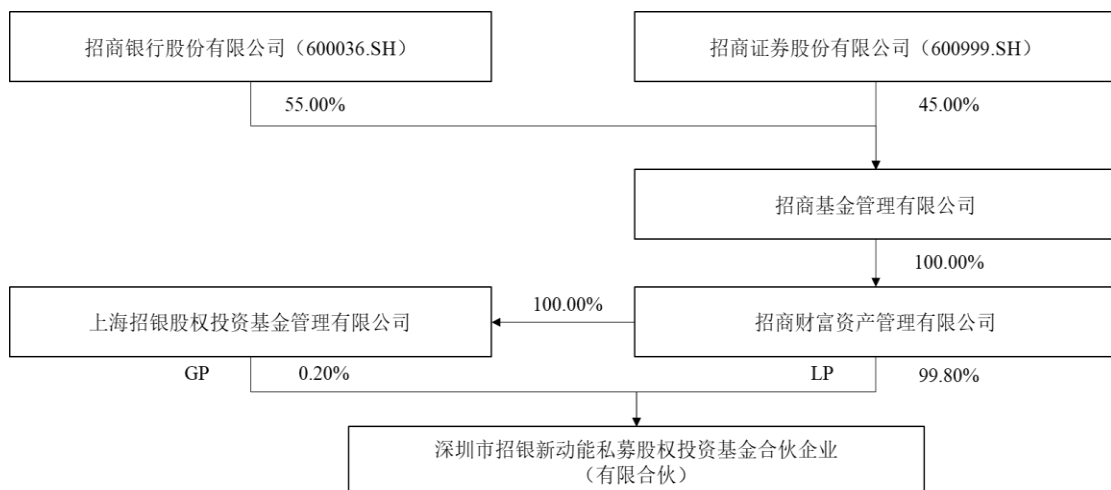 招商银行股份有限公司（600036.SH）
招商证券股份有限公司（600999.SH）
55.00%
45.00%
招商基金管理有限公司
100.00%
上海招银股权投资基金管理有限公司
100.00%
招商财富资产管理有限公司
GP
0.20%
LP
99.80%
深圳市招银新动能私募股权投资基金合伙企业
（有限合伙）